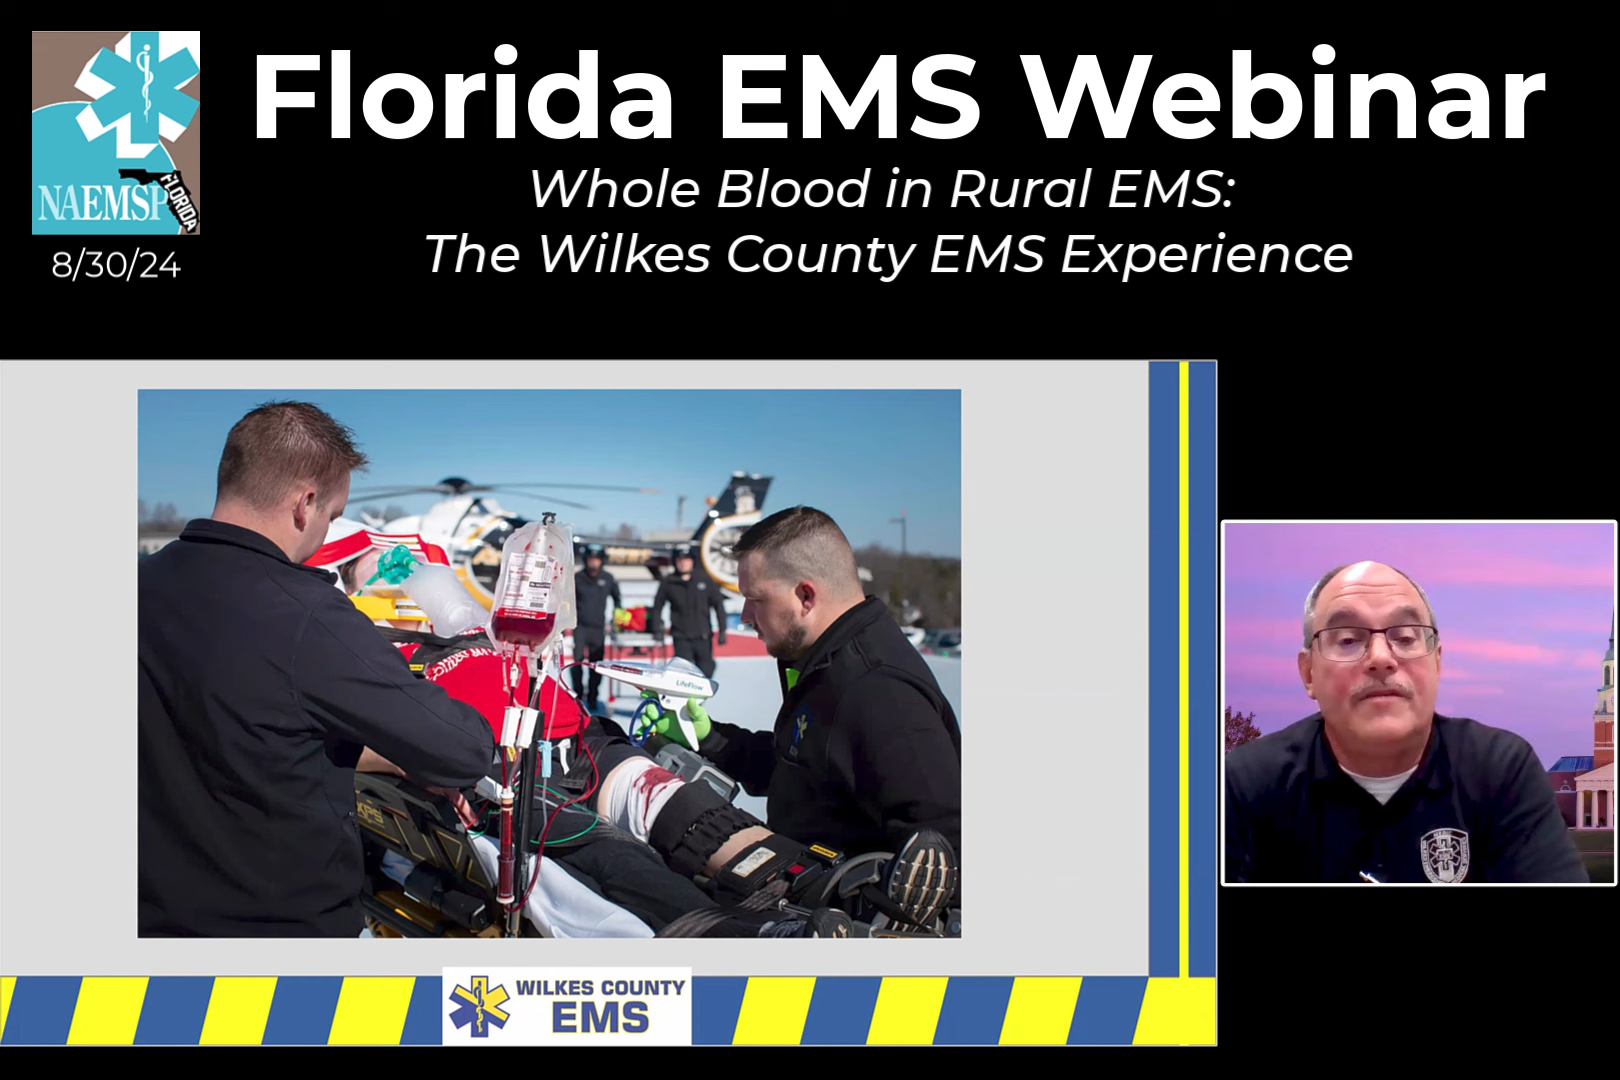 Florida EMS Webinar
Whole Blood in Rural EMS:
The Wilkes County EMS Experience
NAEMSP
FLORIDA
8/30/24
LifeFlow
XPS
WILKES COUNTY
EMS